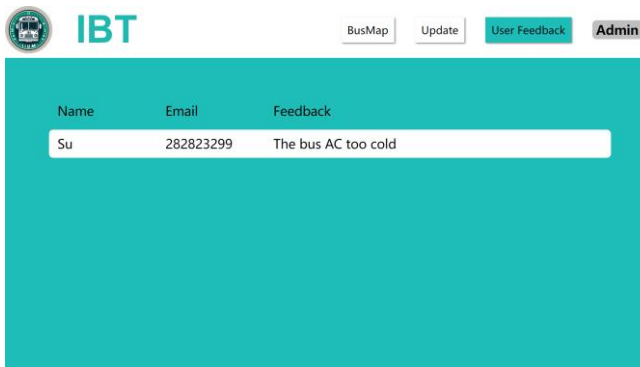 IBT
BusMap Update User Feedback Admin
Name Email Feedback
Su 282823299 The bus AC too cold